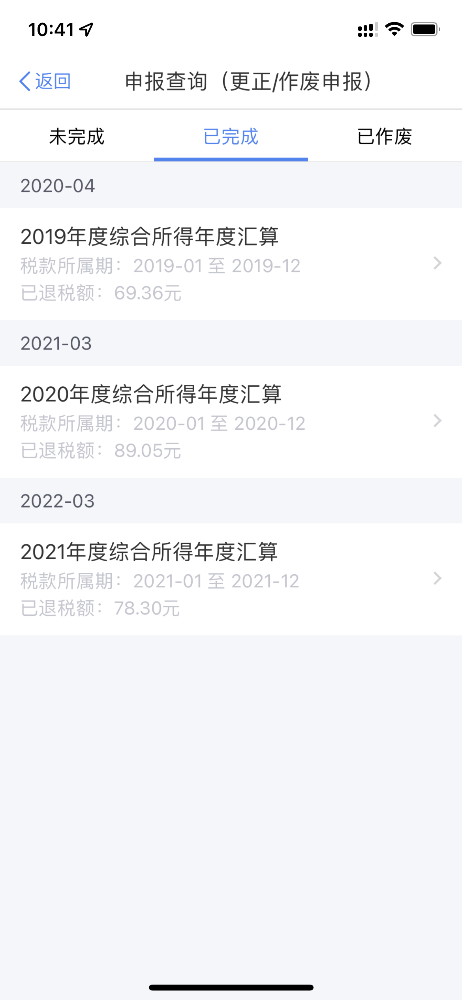 10:41
返回
申报查询（更正/作废申报）
未完成
已完成
已作废
2020-04
2019年度综合所得年度汇算
税款所属期：2019-01 至 2019-12
已退税额：69.36元
2021-03
2020年度综合所得年度汇算
税款所属期：2020-01 至 2020-12
已退税额：89.05元
2022-03
2021年度综合所得年度汇算
税款所属期：2021-01 至 2021-12
已退税额：78.30元